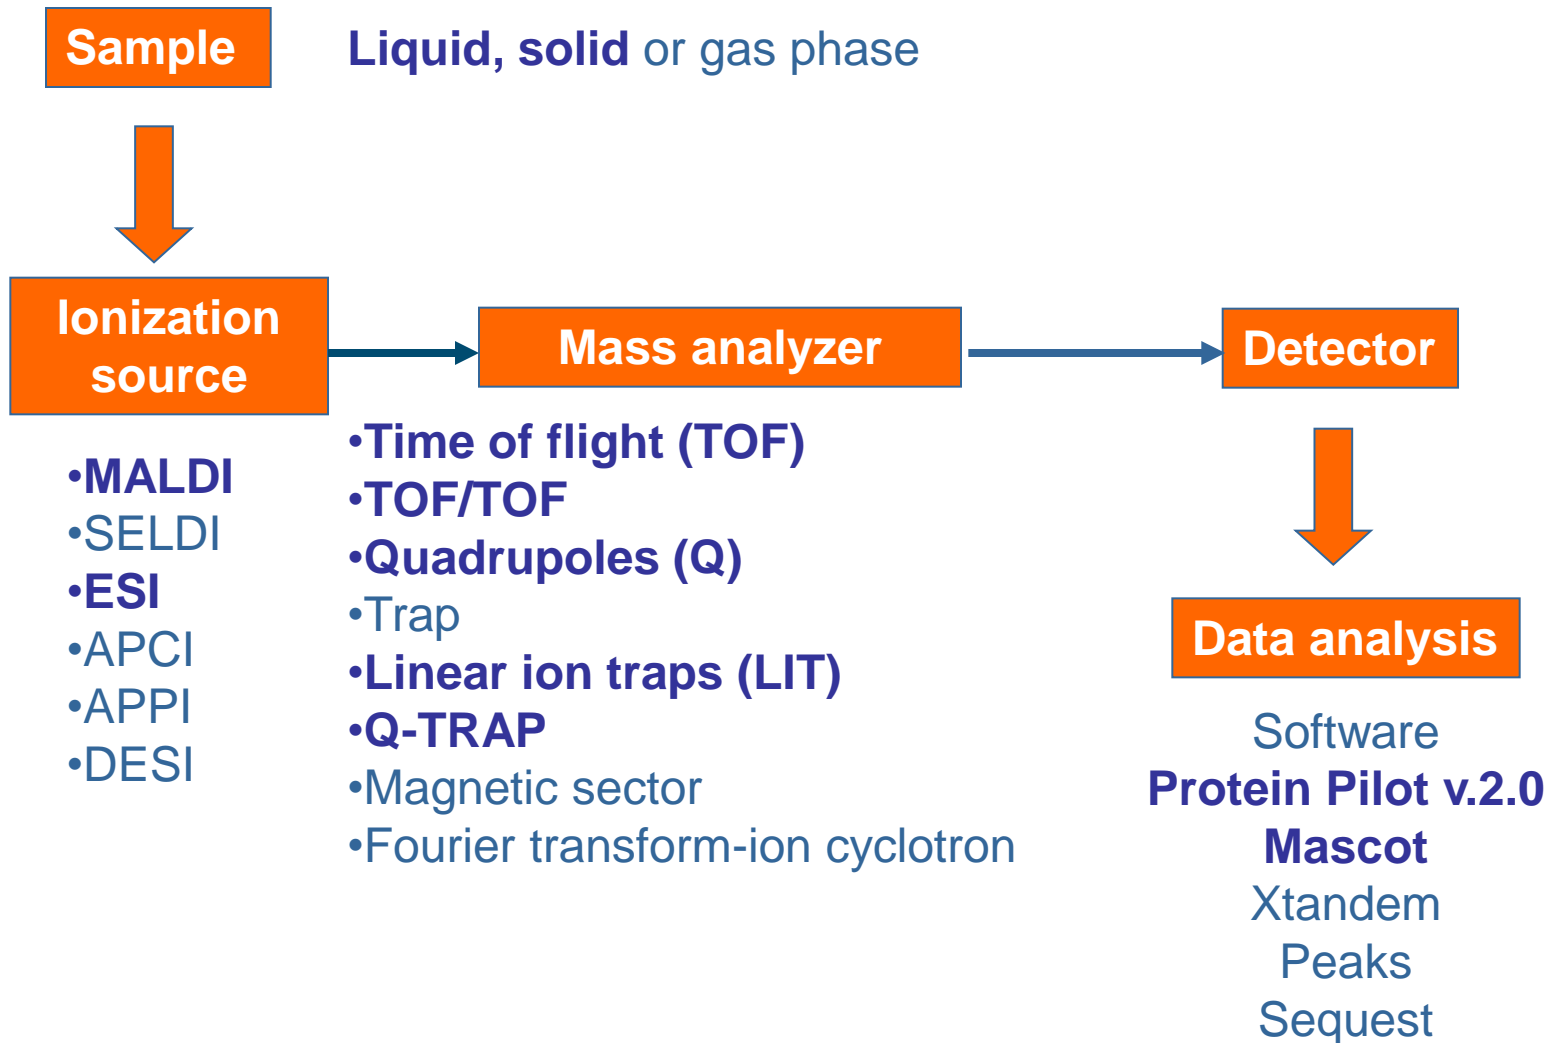 Sample
Liquid, solid or gas phase
Ionization
source
Mass analyzer
Detector
•MALDI
•SELDI
•ESI
•APCI
•APPI
•DESI
•Time of flight (TOF)
•TOF/TOF
•Quadrupoles (Q)
•Trap
•Linear ion traps (LIT)
•Q-TRAP
•Magnetic sector
•Fourier transform-ion cyclotron
Data analysis
Software
Protein Pilot v.2.0
Mascot
Xtandem
Peaks
Sequest